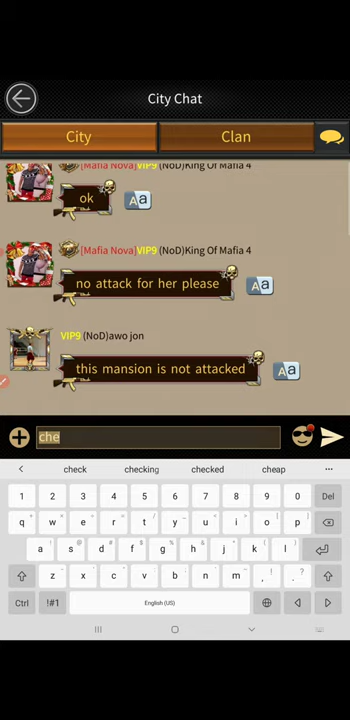 City Chat
City Clan
[Mafia Nova]VIP9 (NoD)King Of Mafia 4
ok Aa
[Mafia Nova]VIP9 (NoD)King Of Mafia 4
no attack for her please Aa
VIP9 (NoD)awo jon
this mansion is not attacked Aa
che
check checking checked cheap ...
1 2 3 4 5 6 7 8 9 0 Del
q w e r t y u i o p
a s d f g h j k l
z x c v b n m , .
Ctrl !#1 English (US)